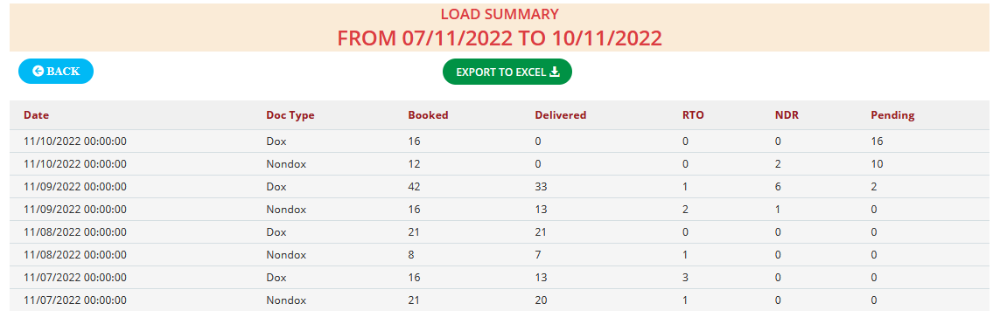 LOAD SUMMARY
FROM 07/11/2022 TO 10/11/2022
BACK EXPORT TO EXCEL
Date Doc Type Booked Delivered RTO NDR Pending
11/10/2022 00:00:00 Dox 16 0 0 0 16
11/10/2022 00:00:00 Nondox 12 0 0 2 10
11/09/2022 00:00:00 Dox 42 33 1 6 2
11/09/2022 00:00:00 Nondox 16 13 2 1 0
11/08/2022 00:00:00 Dox 21 21 0 0 0
11/08/2022 00:00:00 Nondox 8 7 1 0 0
11/07/2022 00:00:00 Dox 16 13 3 0 0
11/07/2022 00:00:00 Nondox 21 20 1 0 0